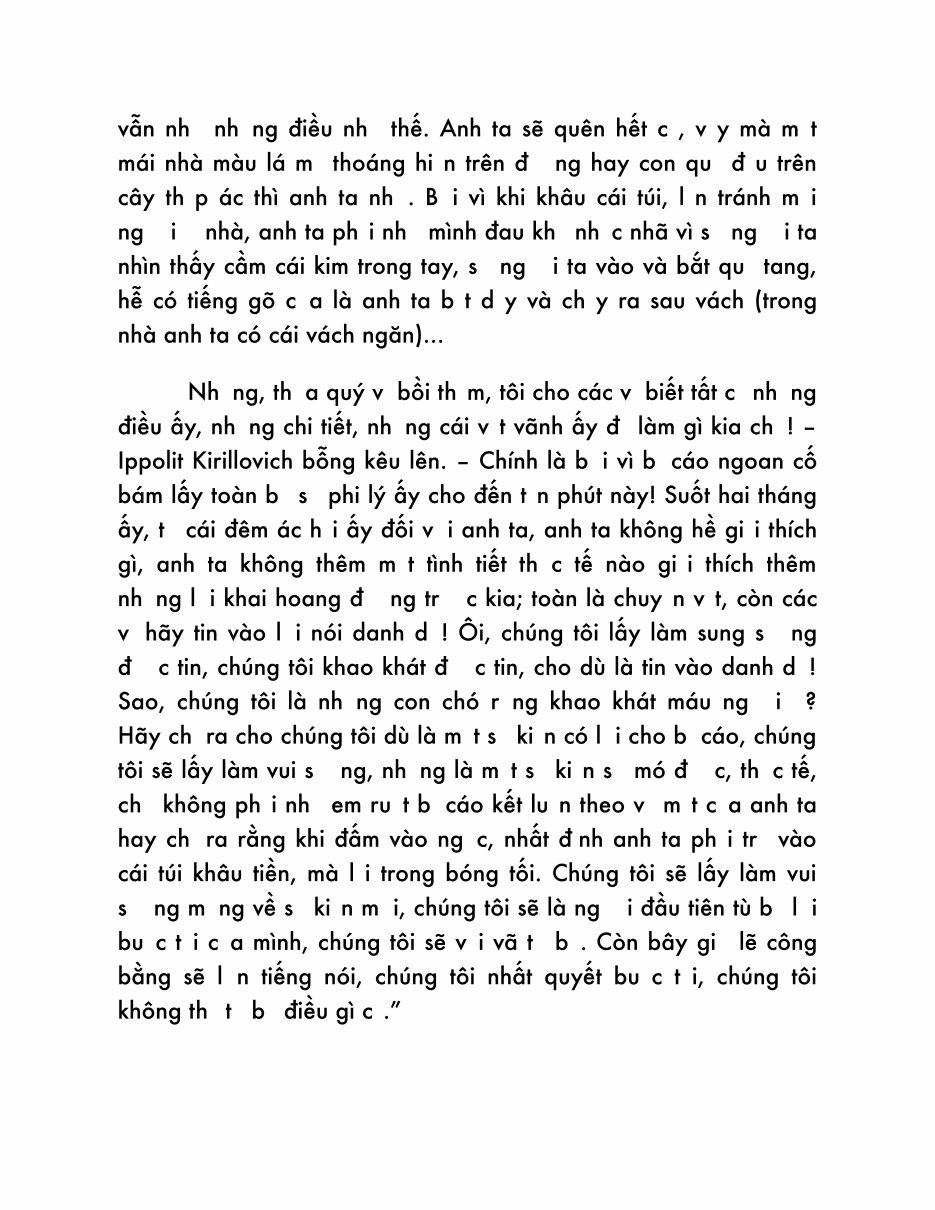 vẫn nh nh ng điều nh thế. Anh ta sẽ quên hết c , v y mà m t
mái nhà màu lá m thoáng hi n trên đ ng hay con qu đ u trên
cây th p ác thì anh ta nh . B i vì khi khâu cái túi, l n tránh m i
ng i nhà, anh ta ph i nh mình đau kh nh c nhã vì s ng i ta
nhìn thấy cầm cái kim trong tay, s ng i ta vào và bắt qu tang,
hễ có tiếng gõ c a là anh ta b t d y và ch y ra sau vách (trong
nhà anh ta có cái vách ngăn)...
Nh ng, th a quý v bồi th m, tôi cho các v biết tất c nh ng
điều ấy, nh ng chi tiết, nh ng cái v t vãnh ấy đ làm gì kia ch ! –
Ippolit Kirillovich bỗng kêu lên. – Chính là b i vì b cáo ngoan cố
bám lấy toàn b s phi lý ấy cho đến t n phút này! Suốt hai tháng
ấy, t cái đêm ác h i ấy đối v i anh ta, anh ta không hề gi i thích
gì, anh ta không thêm m t tình tiết th c tế nào gi i thích thêm
nh ng l i khai hoang đ ng tr c kia; toàn là chuy n v t, còn các
v hãy tin vào l i nói danh d ! Ôi, chúng tôi lấy làm sung s ng
đ c tin, chúng tôi khao khát đ c tin, cho dù là tin vào danh d !
Sao, chúng tôi là nh ng con chó r ng khao khát máu ng i ?
Hãy ch ra cho chúng tôi dù là m t s ki n có l i cho b cáo, chúng
tôi sẽ lấy làm vui s ng, nh ng là m t s ki n s mó đ c, th c tế,
ch không ph i nh em ru t b cáo kết lu n theo v m t c a anh ta
hay ch ra rằng khi đấm vào ng c, nhất đ nh anh ta ph i tr vào
cái túi khâu tiền, mà l i trong bóng tối. Chúng tôi sẽ lấy làm vui
s ng m ng về s ki n m i, chúng tôi sẽ là ng i đầu tiên tù b l i
bu c t i c a mình, chúng tôi sẽ v i vã t b . Còn bây gi lẽ công
bằng sẽ l n tiếng nói, chúng tôi nhất quyết bu c t i, chúng tôi
không th t b điều gì c .”